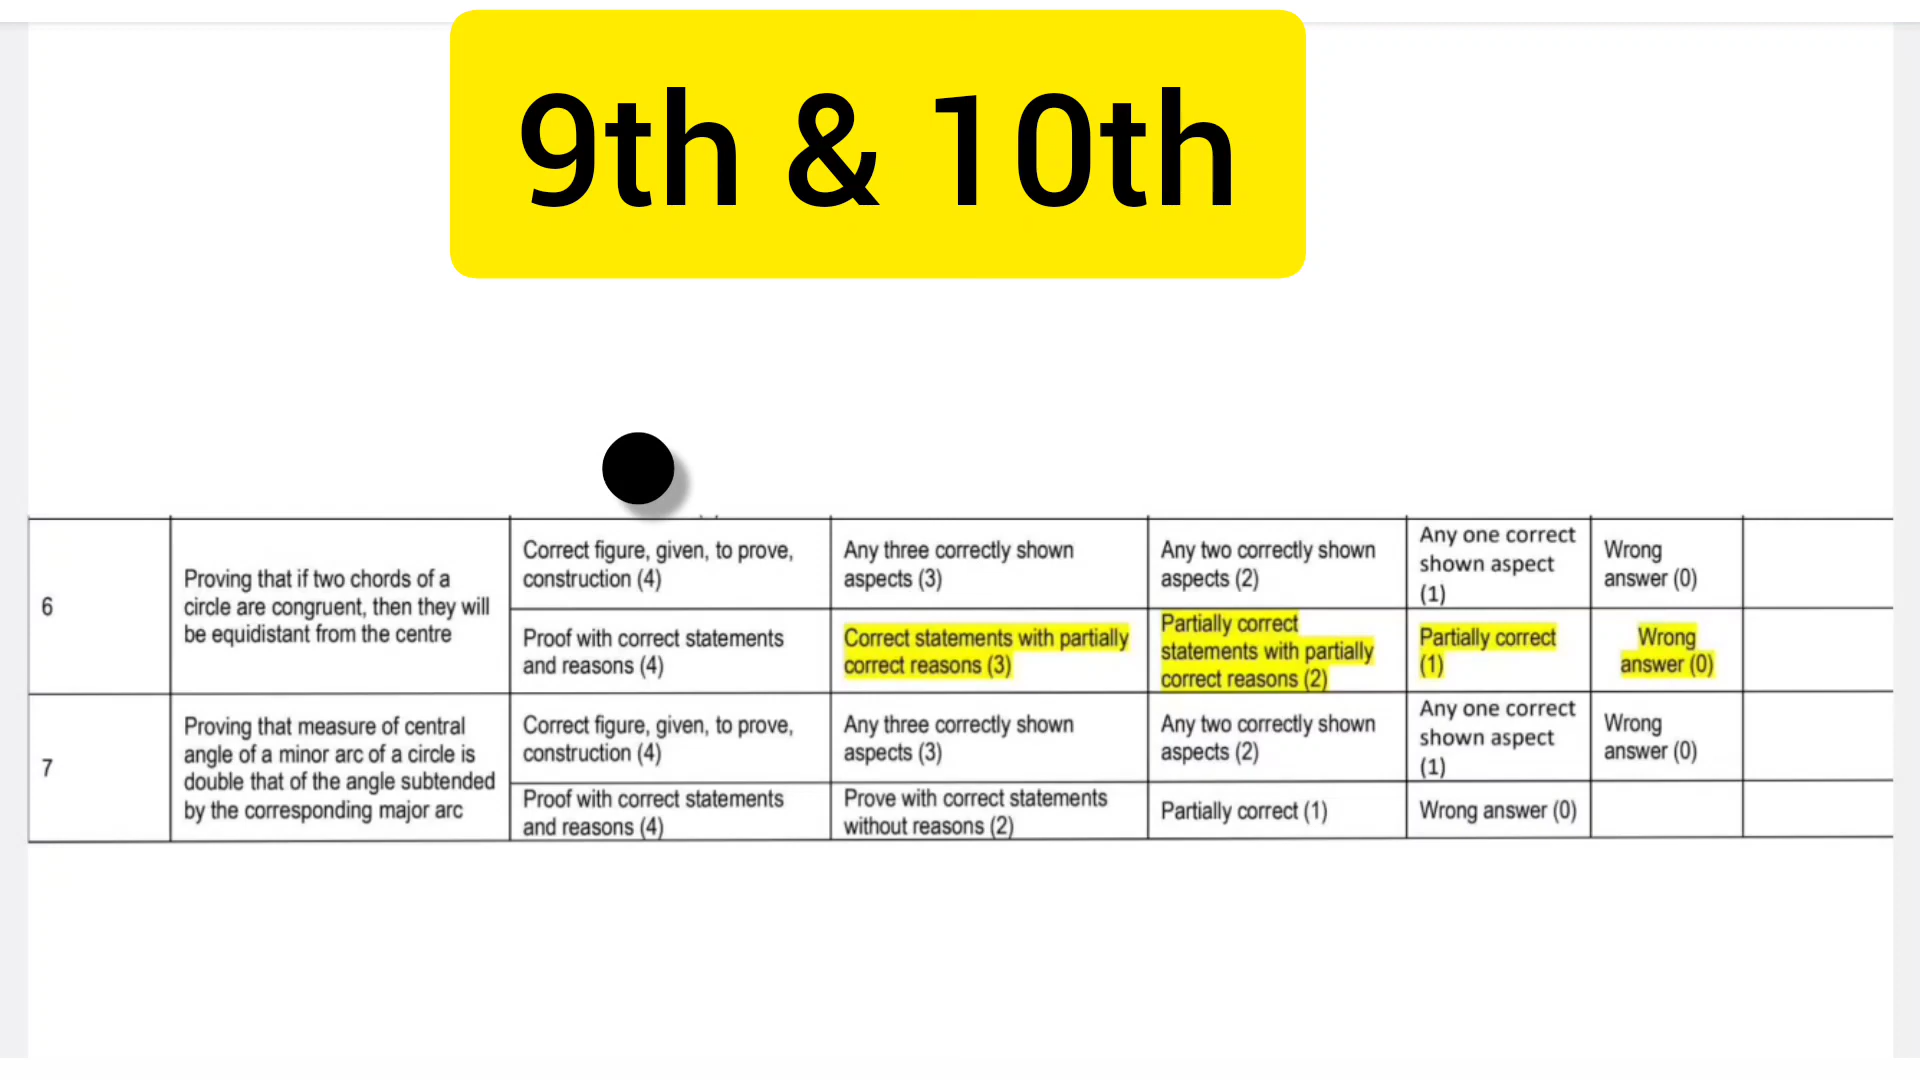 9th & 10th
6
Proving that if two chords of a
circle are congruent, then they will
be equidistant from the centre
Correct figure, given, to prove,
construction (4)
Any three correctly shown
aspects (3)
Any two correctly shown
aspects (2)
Any one correct
shown aspect
(1)
Wrong
answer (0)
Proof with correct statements
and reasons (4)
Correct statements with partially
correct reasons (3)
Partially correct
statements with partially
correct reasons (2)
Partially correct
(1)
Wrong
answer (0)
7
Proving that measure of central
angle of a minor arc of a circle is
double that of the angle subtended
by the corresponding major arc
Correct figure, given, to prove,
construction (4)
Any three correctly shown
aspects (3)
Any two correctly shown
aspects (2)
Any one correct
shown aspect
(1)
Wrong
answer (0)
Proof with correct statements
and reasons (4)
Prove with correct statements
without reasons (2)
Partially correct (1)
Wrong answer (0)